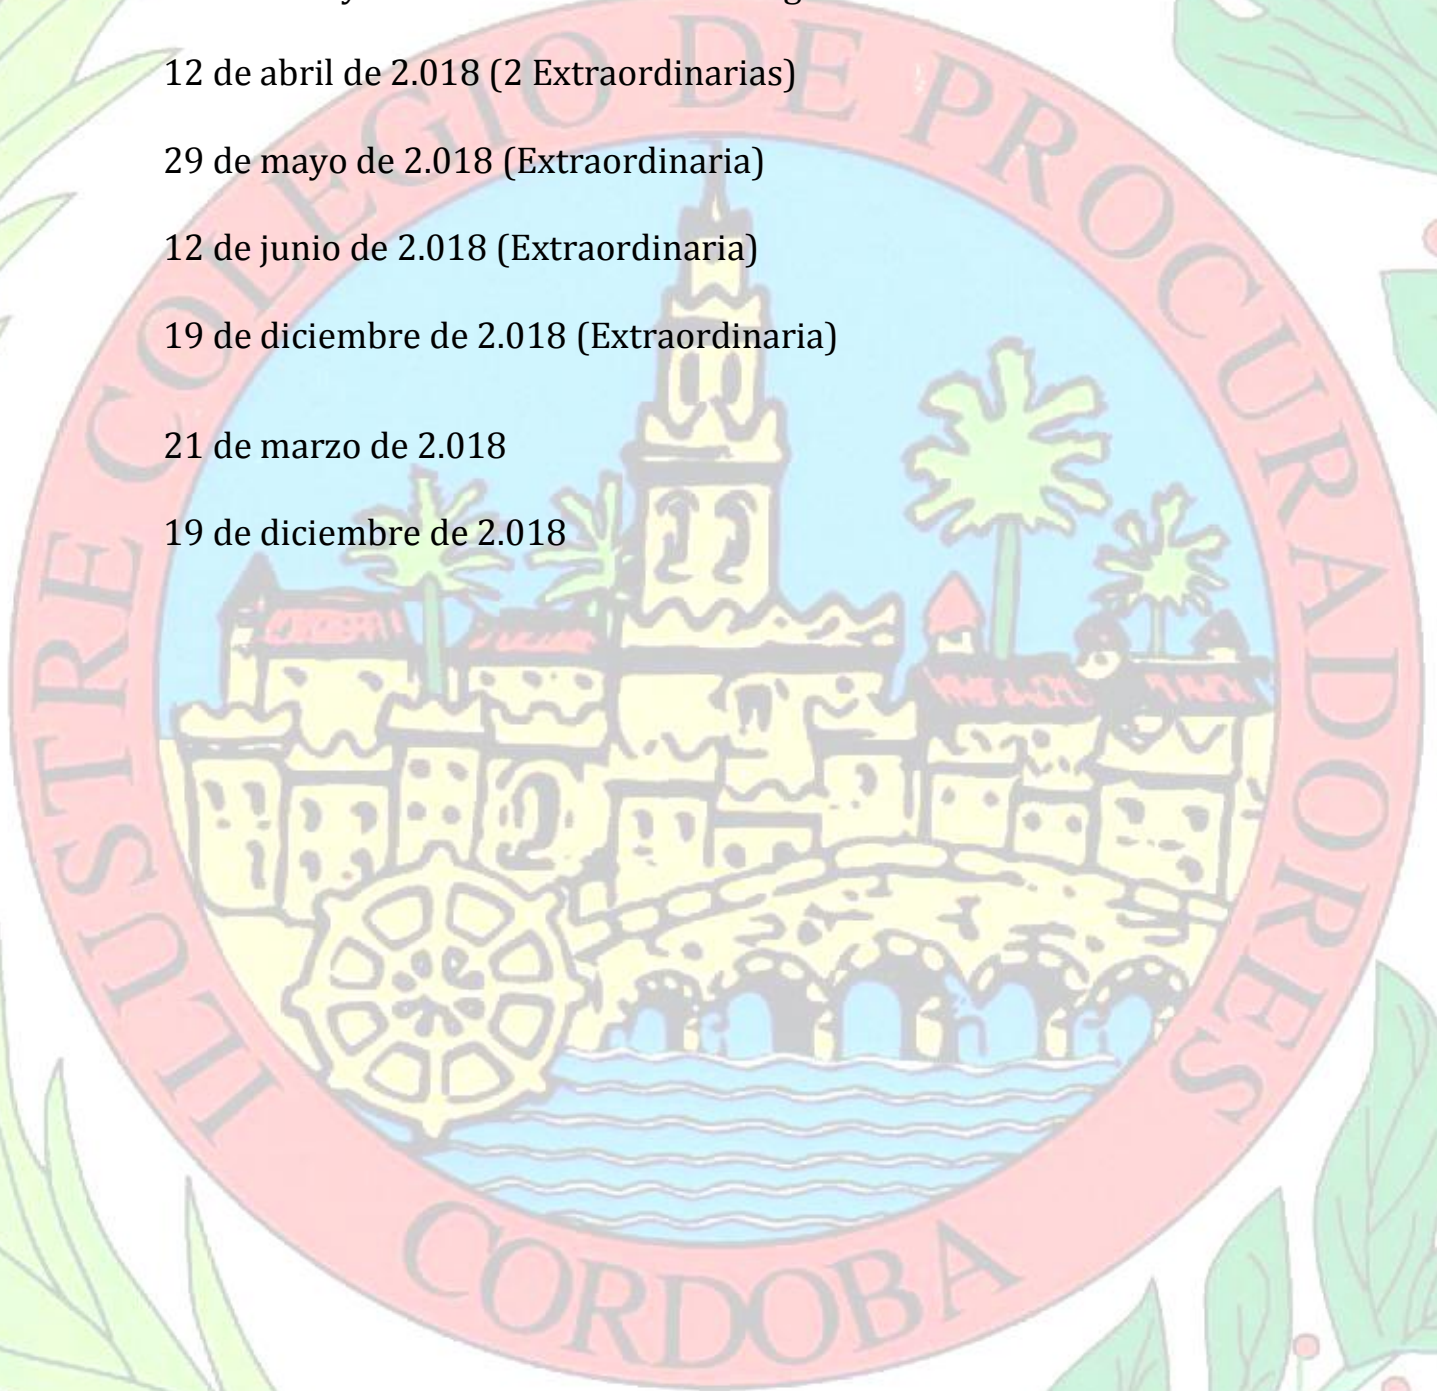 12 de abril de 2.018 (2 Extraordinarias)
29 de mayo de 2.018 (Extraordinaria)
12 de junio de 2.018 (Extraordinaria)
19 de diciembre de 2.018 (Extraordinaria)
21 de marzo de 2.018
19 de diciembre de 2.018
ILUSTRE COLEGIO DE PROCURADORES
CORDOBA